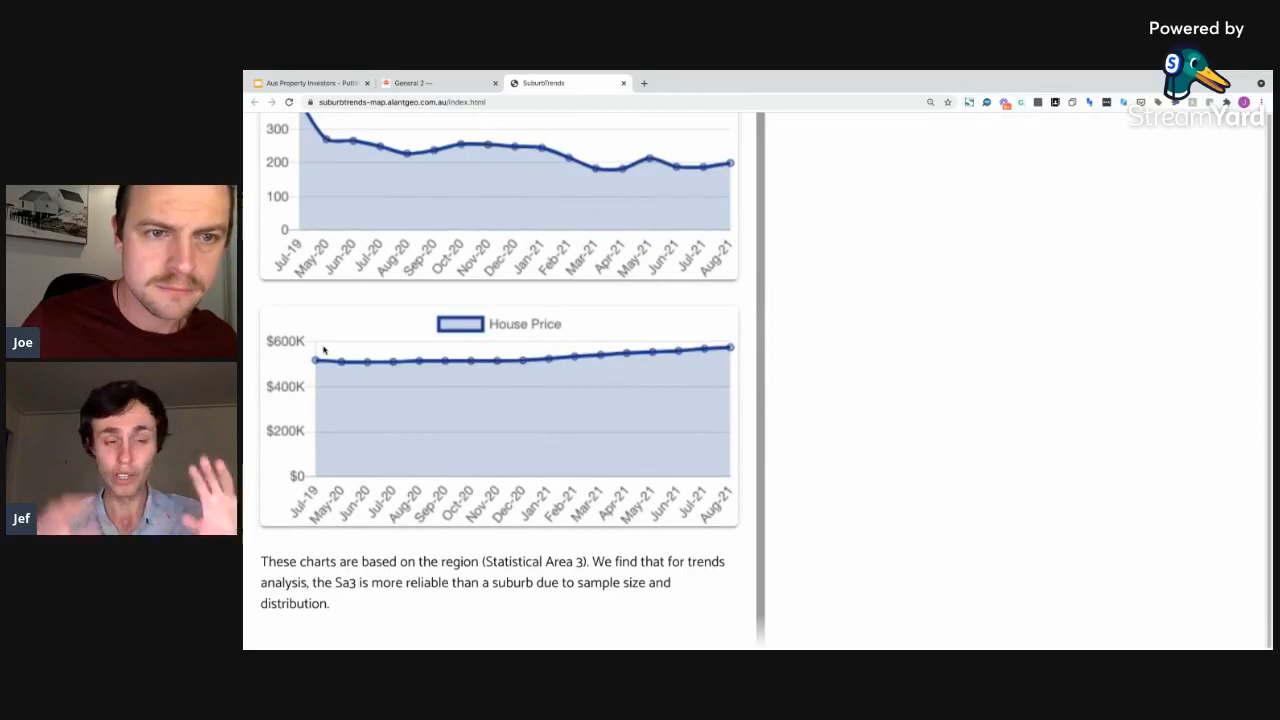 Powered by
StreamYard
Aus Property Investors - Putti
General 2 —
SuburbTrends
suburbtrends-map.alantgeo.com.au/index.html
300
200
100
0
Jul-19
May-20
Jun-20
Jul-20
Aug-20
Sep-20
Oct-20
Nov-20
Dec-20
Jan-21
Feb-21
Mar-21
Apr-21
May-21
Jun-21
Jul-21
Aug-21
House Price
$600K
$400K
$200K
$0
Jul-19
May-20
Jun-20
Jul-20
Aug-20
Sep-20
Oct-20
Nov-20
Dec-20
Jan-21
Feb-21
Mar-21
Apr-21
May-21
Jun-21
Jul-21
Aug-21
These charts are based on the region (Statistical Area 3). We find that for trends
analysis, the Sa3 is more reliable than a suburb due to sample size and
distribution.
Joe
Jef